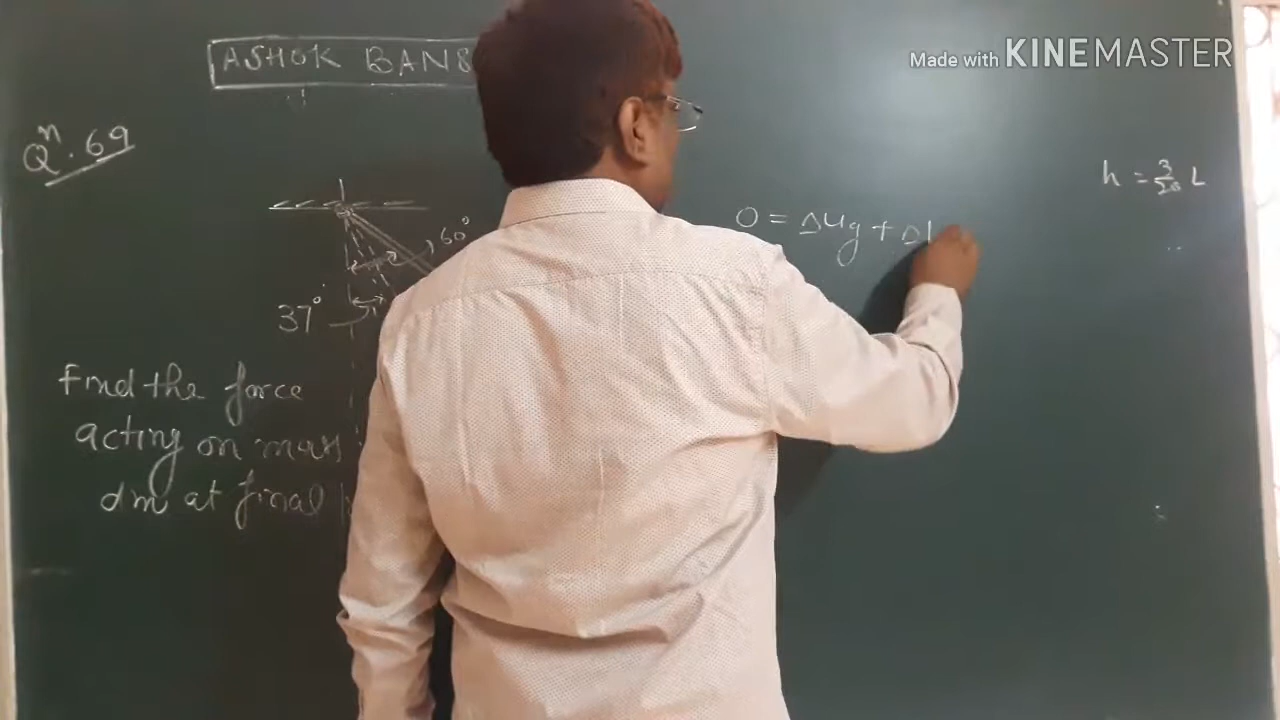 Made with KINEMASTER
ASHOK BANS
Qn. 69
h = 3/20 L
60°
0 = ΔUg + Δ
37°
Find the force
acting on mass
dm at final